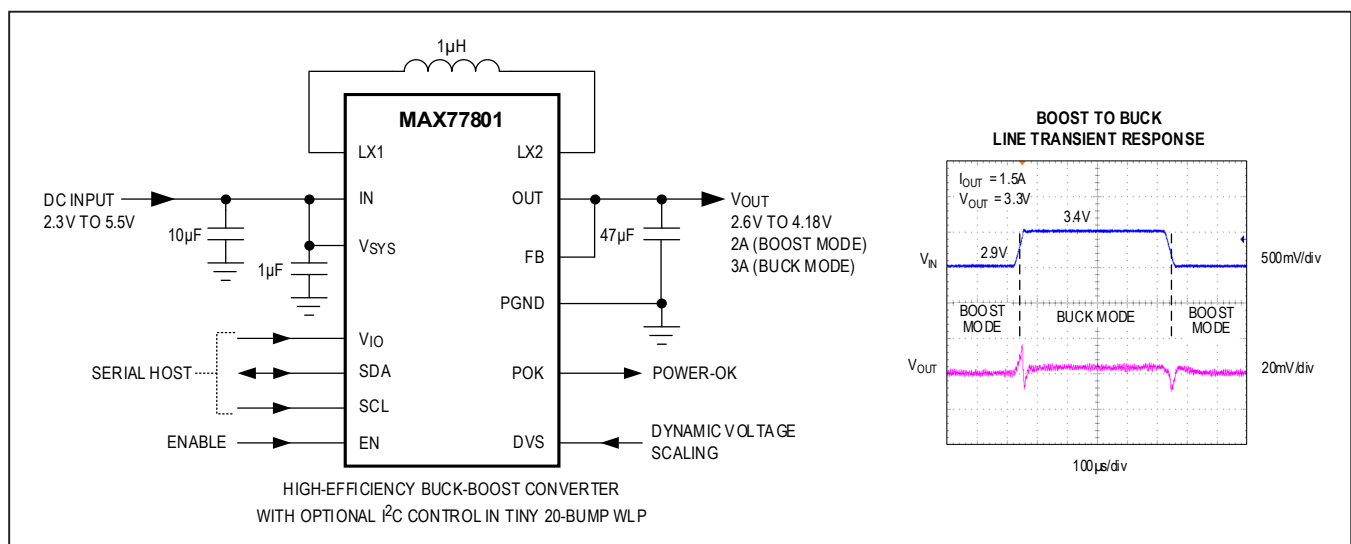 1µH
MAX77801
LX1
LX2
DC INPUT
2.3V TO 5.5V
IN
OUT
VOUT
2.6V TO 4.18V
2A (BOOST MODE)
3A (BUCK MODE)
10µF
VSYS
1µF
47µF
FB
PGND
SERIAL HOST
VIO
SDA
SCL
POK
POWER-OK
ENABLE
EN
DVS
DYNAMIC VOLTAGE
SCALING
HIGH-EFFICIENCY BUCK-BOOST CONVERTER
WITH OPTIONAL I2C CONTROL IN TINY 20-BUMP WLP
BOOST TO BUCK
LINE TRANSIENT RESPONSE
IOUT = 1.5A
VOUT = 3.3V
3.4V
2.9V
VIN
500mV/div
BOOST
MODE
BUCK MODE
BOOST
MODE
VOUT
20mV/div
100µs/div